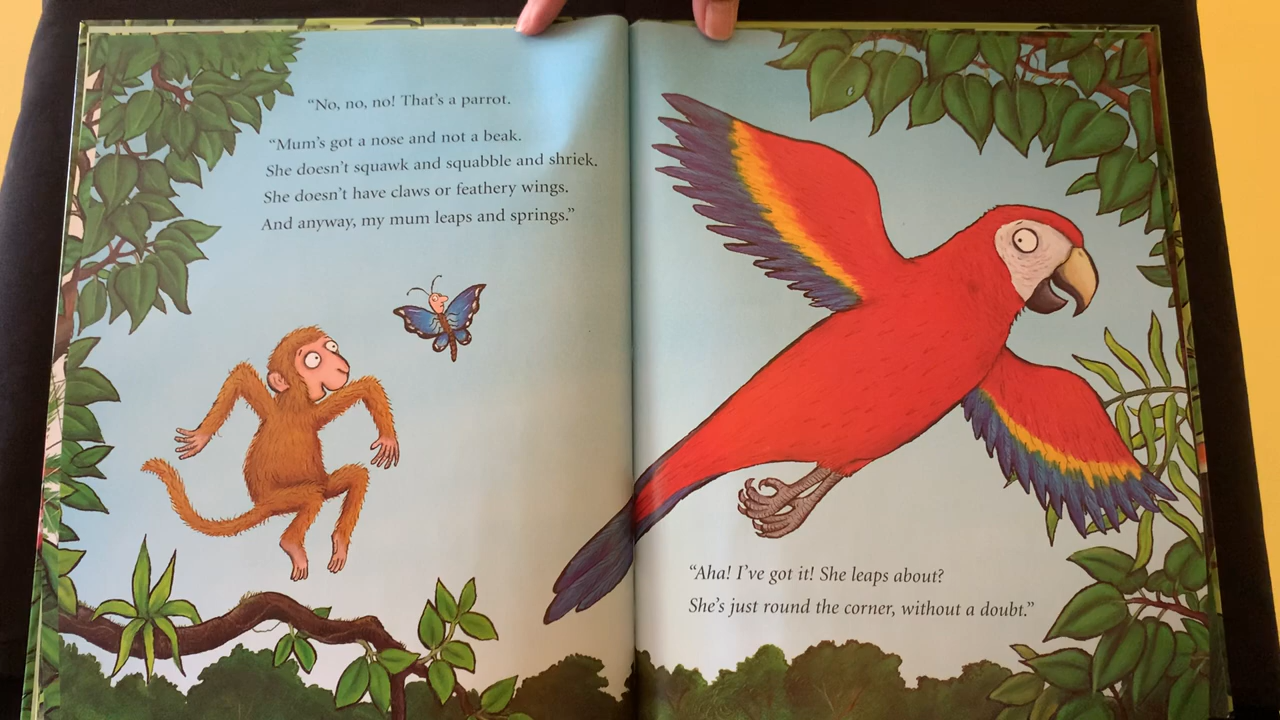 “No, no, no! That’s a parrot.
“Mum’s got a nose and not a beak.
She doesn’t squawk and squabble and shriek.
She doesn’t have claws or feathery wings.
And anyway, my mum leaps and springs.”
“Aha! I’ve got it! She leaps about?
She’s just round the corner, without a doubt.”